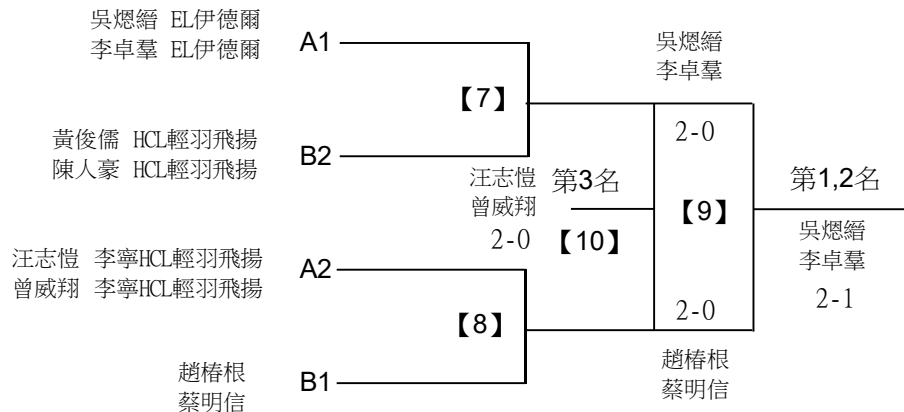 吳熜縉 EL伊德爾
李卓羣 EL伊德爾
A1
【7】
黃俊儒 HCL輕羽飛揚
陳人豪 HCL輕羽飛揚
B2
吳熜縉
李卓羣
2-0
汪志愷
曾威翔
2-0
第3名
【10】
【9】
第1,2名
吳熜縉
李卓羣
2-1
汪志愷 李寧HCL輕羽飛揚
曾威翔 李寧HCL輕羽飛揚
A2
【8】
2-0
趙椿根
蔡明信
趙椿根
蔡明信
B1